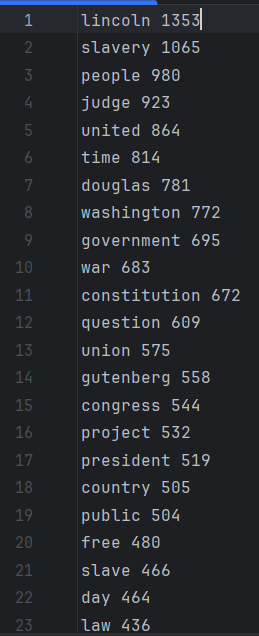 1 lincoln 1353
2 slavery 1065
3 people 980
4 judge 923
5 united 864
6 time 814
7 douglas 781
8 washington 772
9 government 695
10 war 683
11 constitution 672
12 question 609
13 union 575
14 gutenberg 558
15 congress 544
16 project 532
17 president 519
18 country 505
19 public 504
20 free 480
21 slave 466
22 day 464
23 law 436